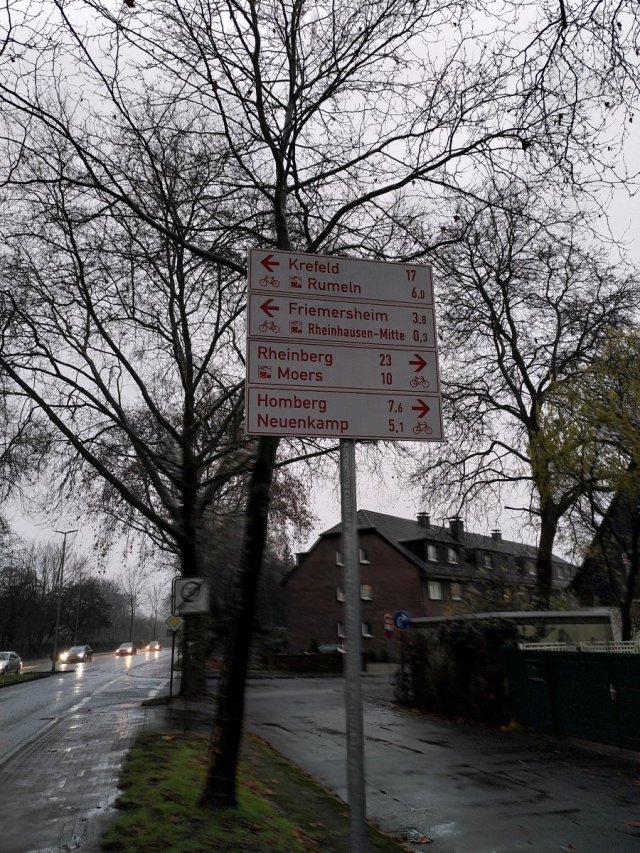 Krefeld 17
Rumeln 6,0
Friemersheim 3,8
Rheinhausen-Mitte 0,3
Rheinberg 23
Moers 10
Homberg 7,6
Neuenkamp 5,1